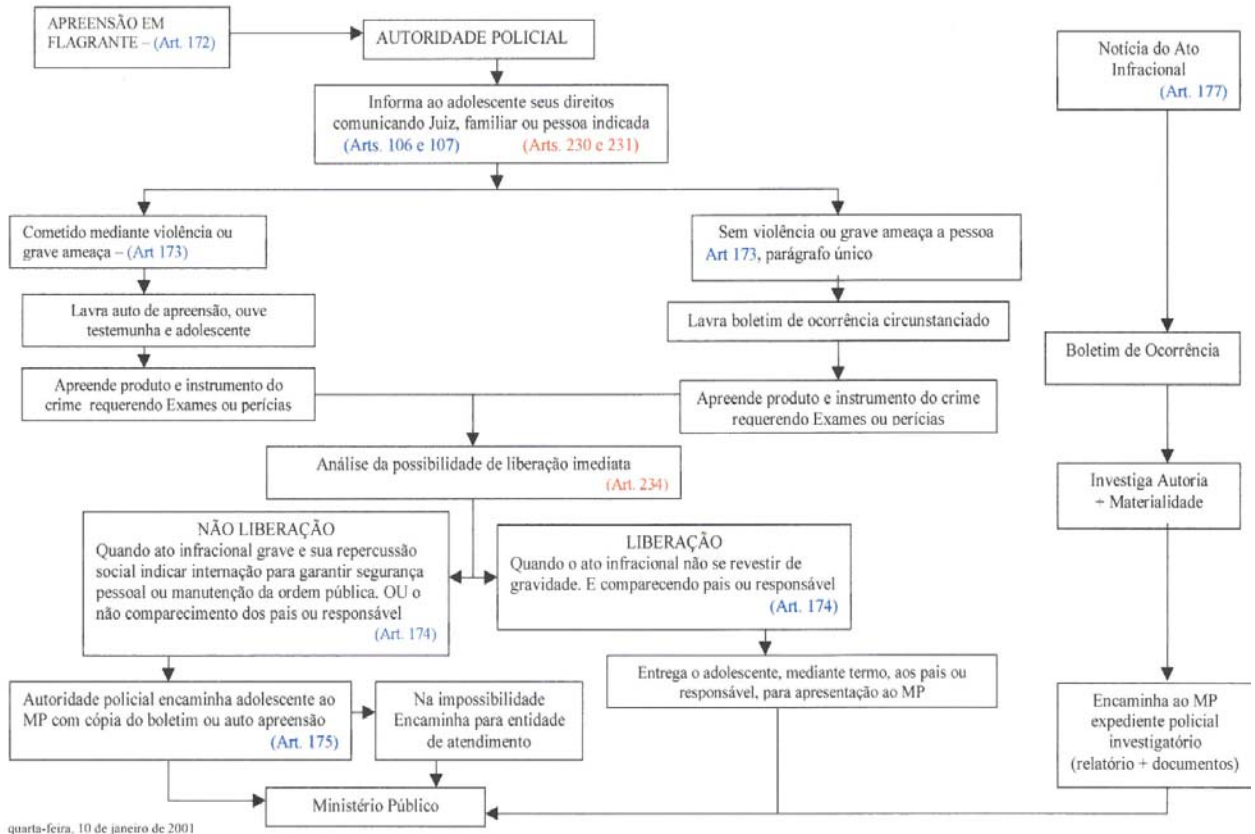 APREENSÃO EM
FLAGRANTE – (Art. 172)
AUTORIDADE POLICIAL
Notícia do Ato
Infracional
(Art. 177)
Informa ao adolescente seus direitos
comunicando Juiz, familiar ou pessoa indicada
(Arts. 106 e 107) (Arts. 230 e 231)
Cometido mediante violência ou
grave ameaça – (Art 173)
Sem violência ou grave ameaça a pessoa
Art 173, parágrafo único
Lavra auto de apreensão, ouve
testemunha e adolescente
Lavra boletim de ocorrência circunstanciado
Boletim de Ocorrência
Apreende produto e instrumento do
crime requerendo Exames ou perícias
Apreende produto e instrumento do crime
requerendo Exames ou perícias
Análise da possibilidade de liberação imediata
(Art. 234)
Investiga Autoria
+ Materialidade
NÃO LIBERAÇÃO
Quando ato infracional grave e sua repercussão
social indicar internação para garantir segurança
pessoal ou manutenção da ordem pública. OU o
não comparecimento dos pais ou responsável
(Art. 174)
LIBERAÇÃO
Quando o ato infracional não se revestir de
gravidade. E comparecendo pais ou responsável
(Art. 174)
Entrega o adolescente, mediante termo, aos pais ou
responsável, para apresentação ao MP
Autoridade policial encaminha adolescente ao
MP com cópia do boletim ou auto apreensão
(Art. 175)
Na impossibilidade
Encaminha para entidade
de atendimento
Encaminha ao MP
expediente policial
investigatório
(relatório + documentos)
Ministério Público
quarta-feira, 10 de janeiro de 2001